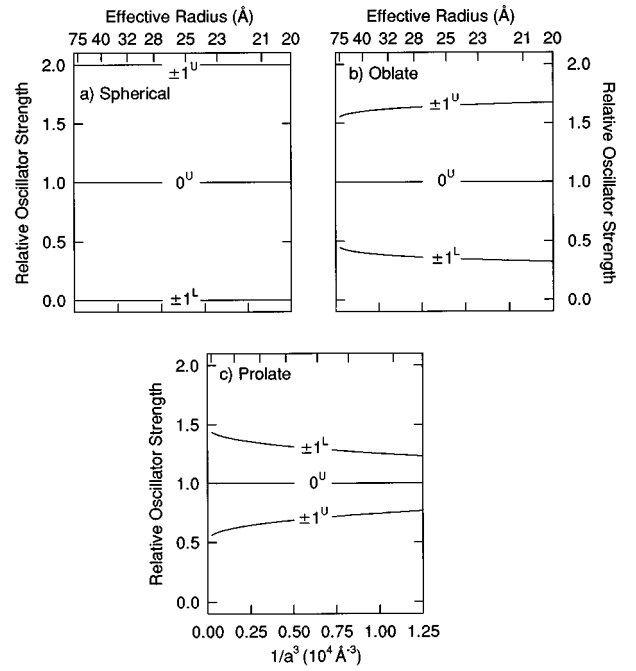 Effective Radius (Å)
75 40 32 28 25 23 21 20
2.0
1.5
1.0
0.5
0.0
Relative Oscillator Strength
a) Spherical
±1ᵁ
0ᵁ
±1ᴸ
Effective Radius (Å)
75 40 32 28 25 23 21 20
b) Oblate
±1ᵁ
0ᵁ
±1ᴸ
2.0
1.5
1.0
0.5
0.0
Relative Oscillator Strength
c) Prolate
±1ᴸ
0ᵁ
±1ᵁ
2.0
1.5
1.0
0.5
0.0
Relative Oscillator Strength
0.00 0.25 0.50 0.75 1.00 1.25
1/a³ (10⁴ Å⁻³)